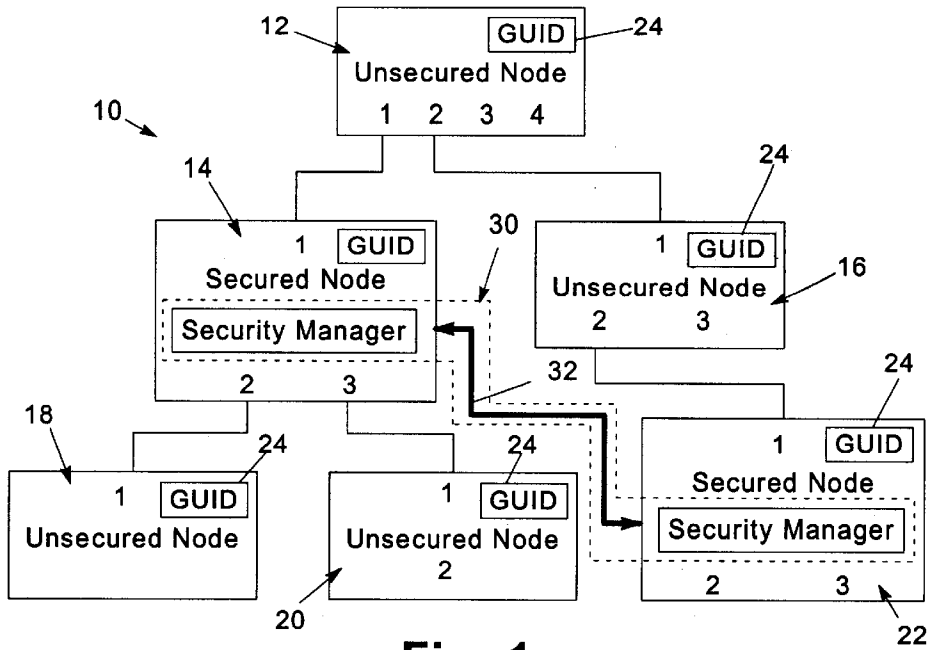 12
GUID
24
Unsecured Node
1 2 3 4
10
14
24
1 GUID
30
1 GUID
Secured Node
Unsecured Node
16
Security Manager
2 3
2 3
32
24
18
24
24
1 GUID
1 GUID
1 GUID
Secured Node
Unsecured Node
Unsecured Node
Security Manager
2
2 3
20
22